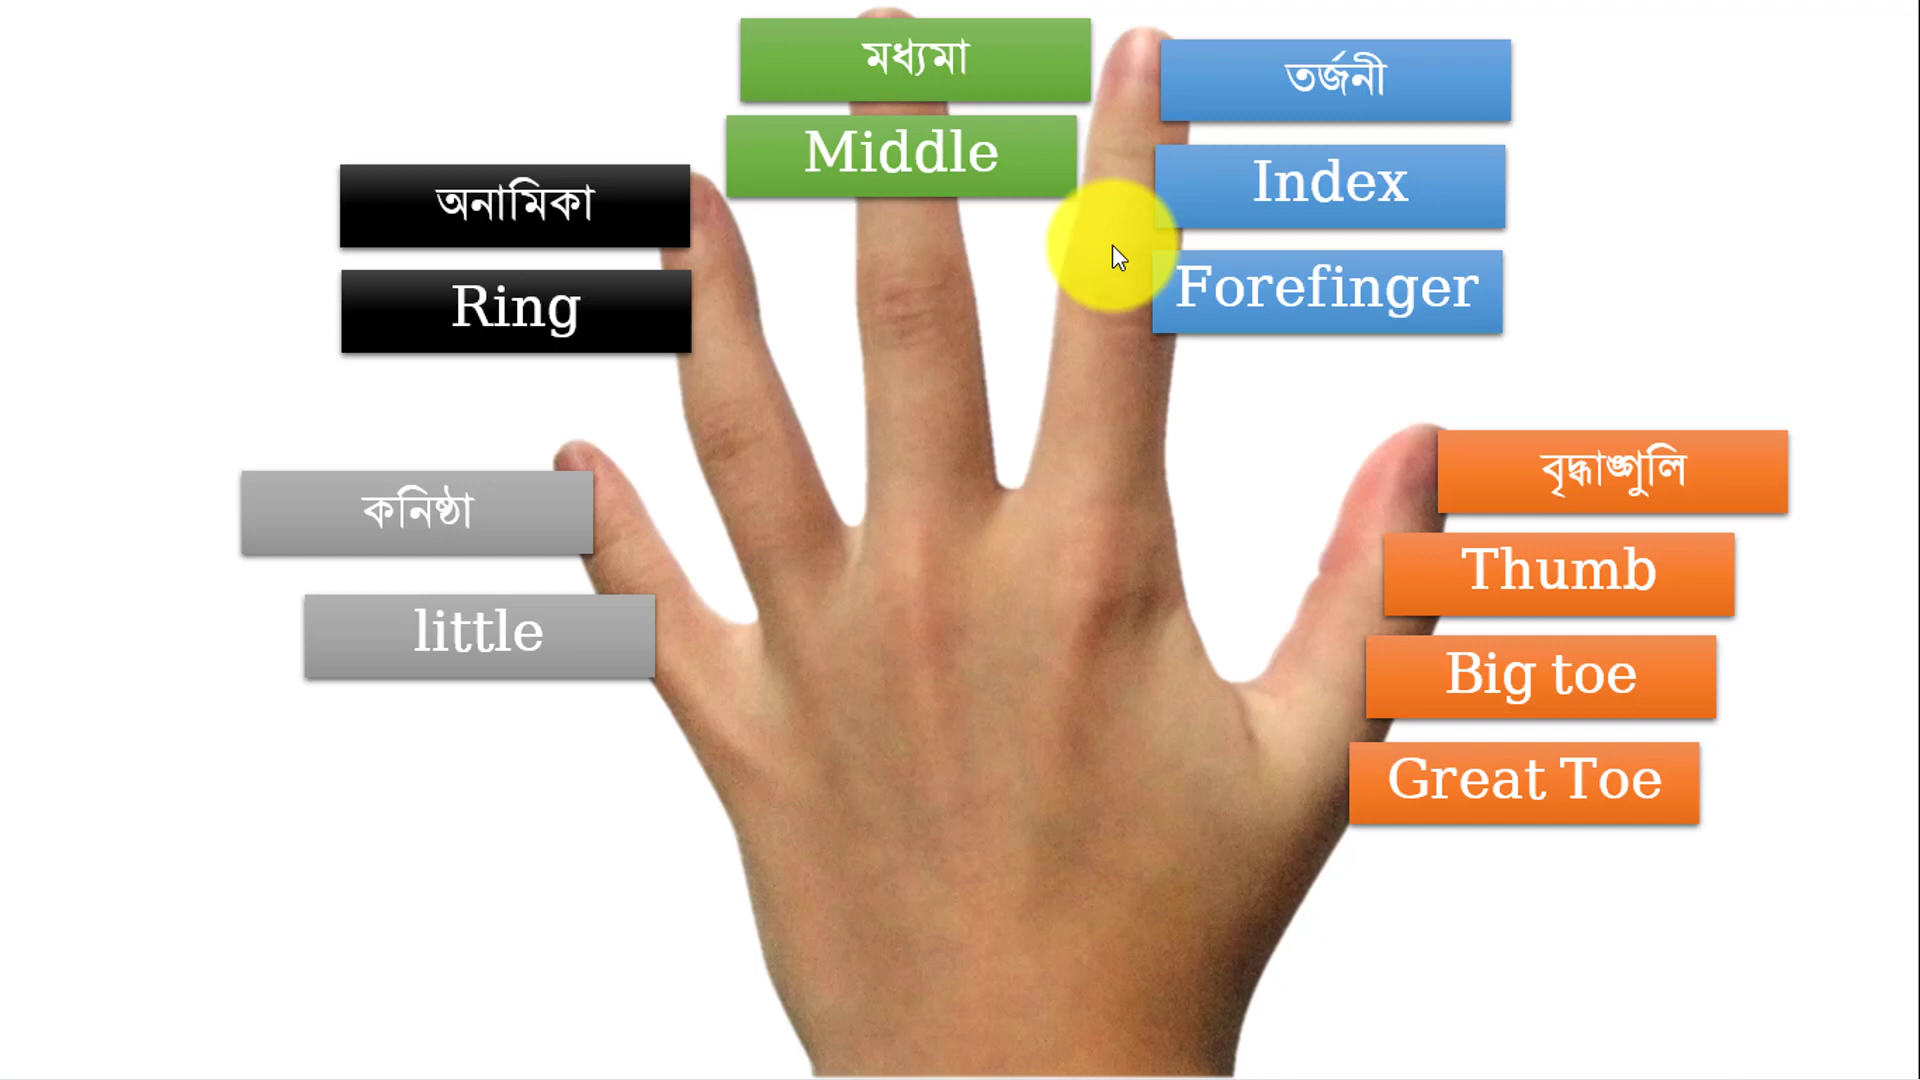 মধ্যমা
Middle
তর্জনী
Index
Forefinger
অনামিকা
Ring
কনিষ্ঠা
little
বৃদ্ধাঙ্গুলি
Thumb
Big toe
Great Toe